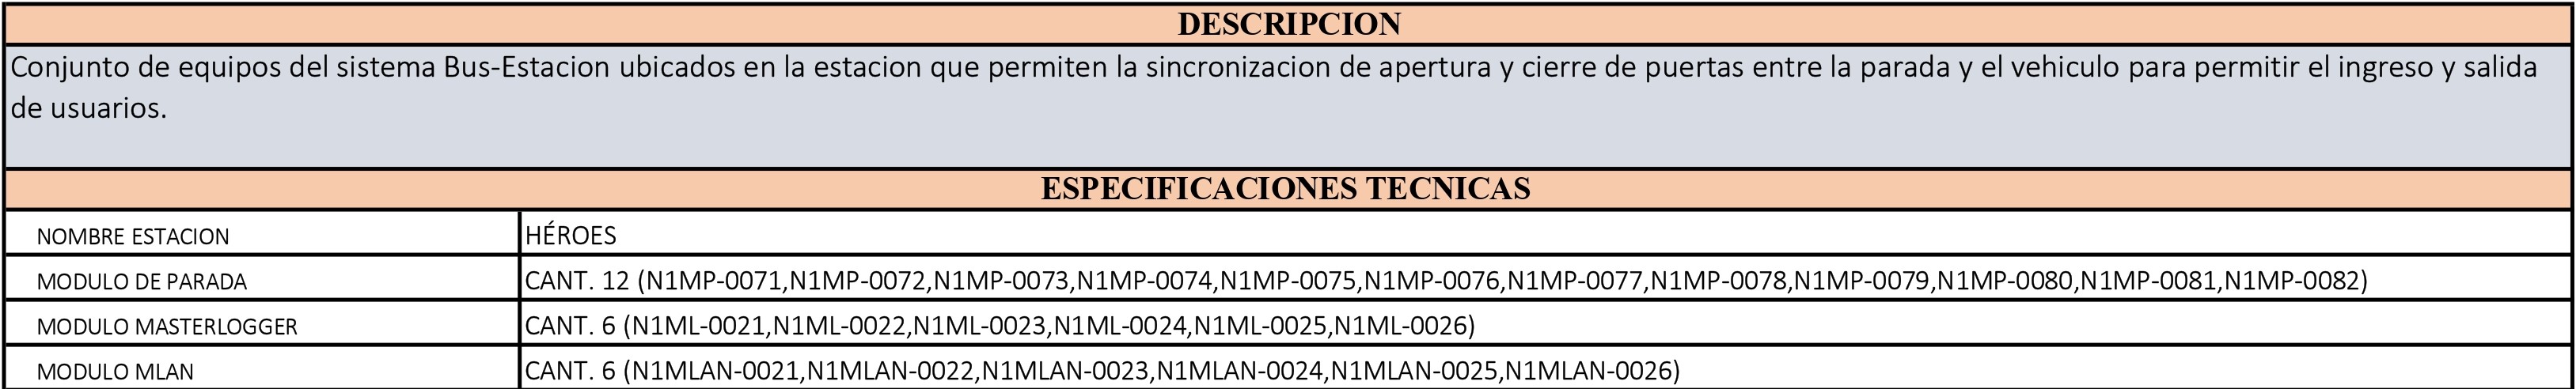 DESCRIPCION
Conjunto de equipos del sistema Bus-Estacion ubicados en la estacion que permiten la sincronizacion de apertura y cierre de puertas entre la parada y el vehiculo para permitir el ingreso y salida
de usuarios.
ESPECIFICACIONES TECNICAS
NOMBRE ESTACION HÉROES
MODULO DE PARADA CANT. 12 (N1MP-0071,N1MP-0072,N1MP-0073,N1MP-0074,N1MP-0075,N1MP-0076,N1MP-0077,N1MP-0078,N1MP-0079,N1MP-0080,N1MP-0081,N1MP-0082)
MODULO MASTERLOGGER CANT. 6 (N1ML-0021,N1ML-0022,N1ML-0023,N1ML-0024,N1ML-0025,N1ML-0026)
MODULO MLAN CANT. 6 (N1MLAN-0021,N1MLAN-0022,N1MLAN-0023,N1MLAN-0024,N1MLAN-0025,N1MLAN-0026)